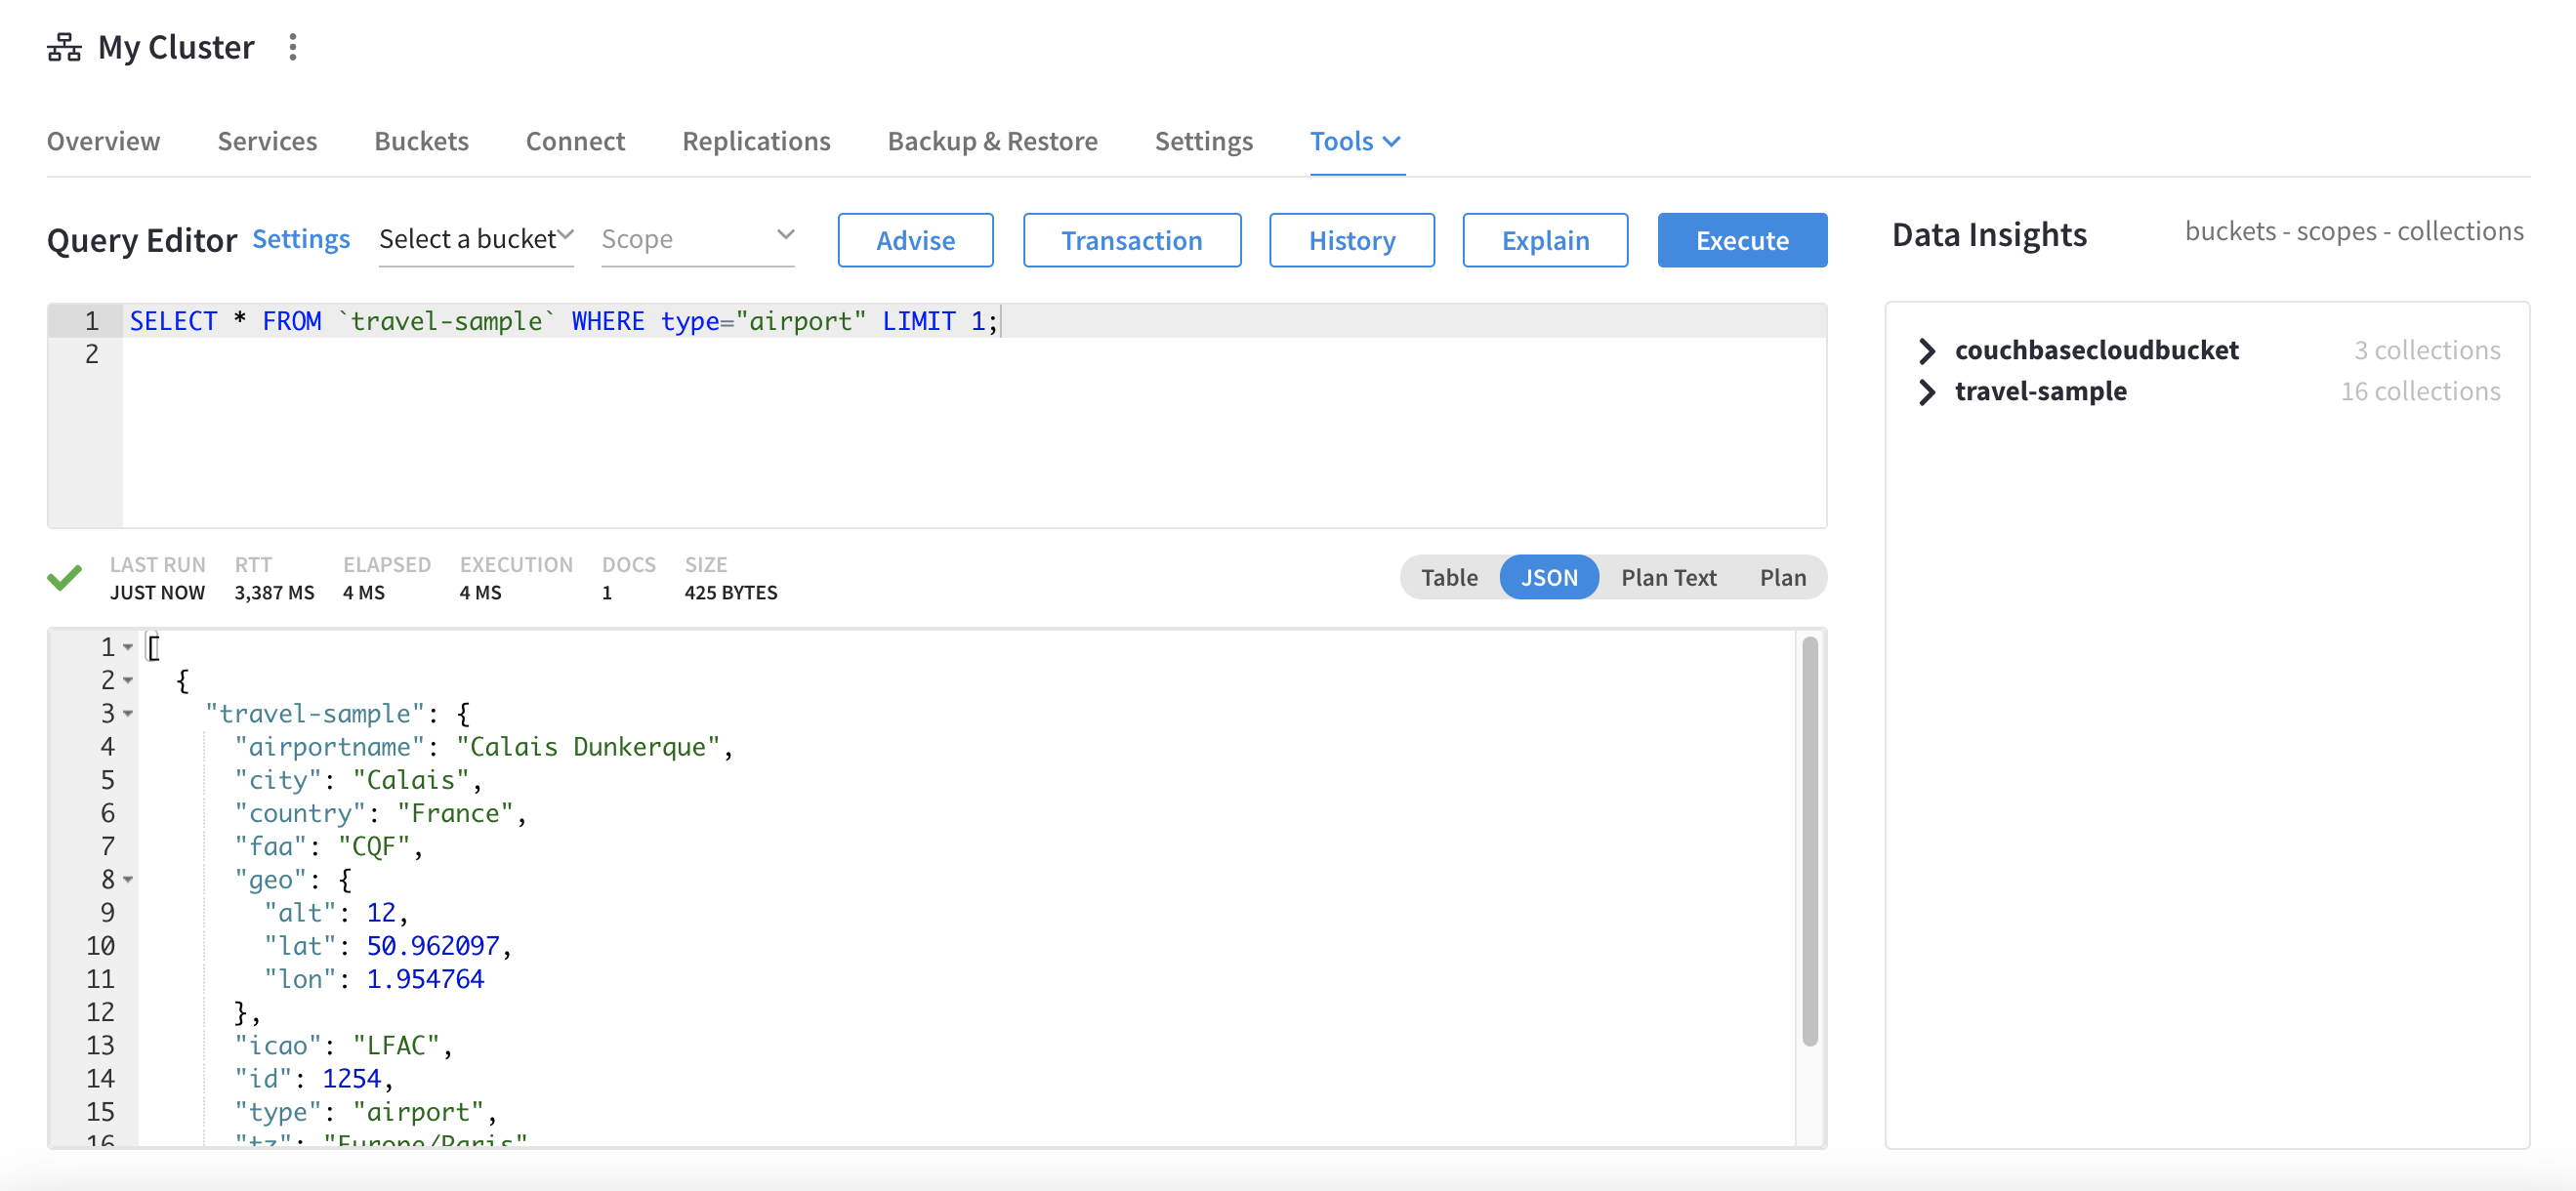 My Cluster
Overview Services Buckets Connect Replications Backup & Restore Settings Tools
Query Editor Settings Select a bucket Scope Advise Transaction History Explain Execute
Data Insights buckets - scopes - collections
1 SELECT * FROM `travel-sample` WHERE type="airport" LIMIT 1;
2
couchbasecloudbucket 3 collections
travel-sample 16 collections
LAST RUN RTT ELAPSED EXECUTION DOCS SIZE
JUST NOW 3,387 MS 4 MS 4 MS 1 425 BYTES
Table JSON Plan Text Plan
1 [
2 {
3 "travel-sample": {
4 "airportname": "Calais Dunkerque",
5 "city": "Calais",
6 "country": "France",
7 "faa": "CQF",
8 "geo": {
9 "alt": 12,
10 "lat": 50.962097,
11 "lon": 1.954764
12 },
13 "icao": "LFAC",
14 "id": 1254,
15 "type": "airport",
16 "tz": "Europe/Paris"